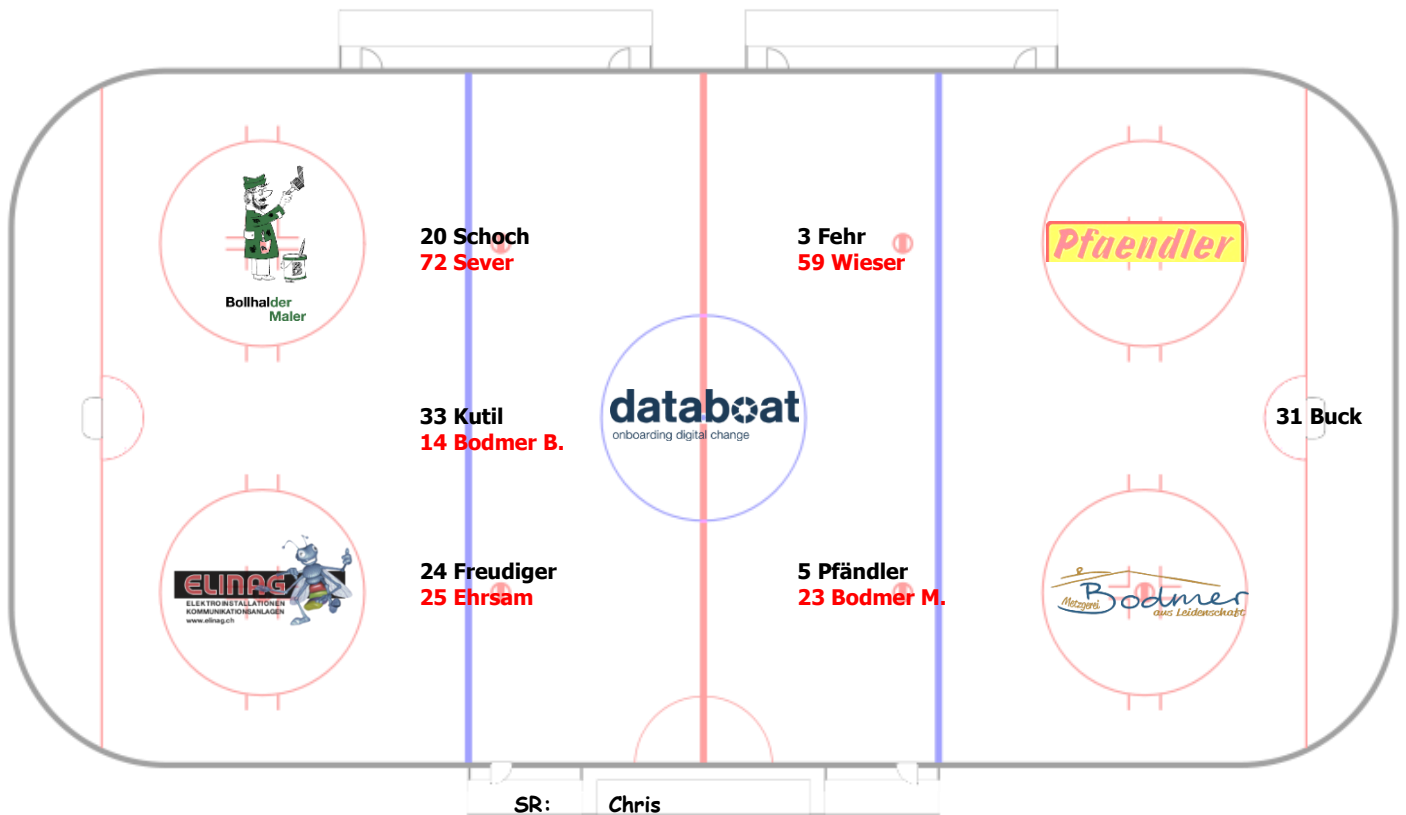 20 Schoch
72 Sever
3 Fehr
59 Wieser
Pfaendler
Bollhalder
Maler
databoat
onboarding digital change
33 Kutil
14 Bodmer B.
31 Buck
24 Freudiger
25 Ehrsam
5 Pfändler
23 Bodmer M.
ELINAG
ELEKTROINSTALLATIONEN
KOMMUNIKATIONSANLAGEN
www.elinag.ch
Metzgerei Bodmer
aus Leidenschaft
SR: Chris